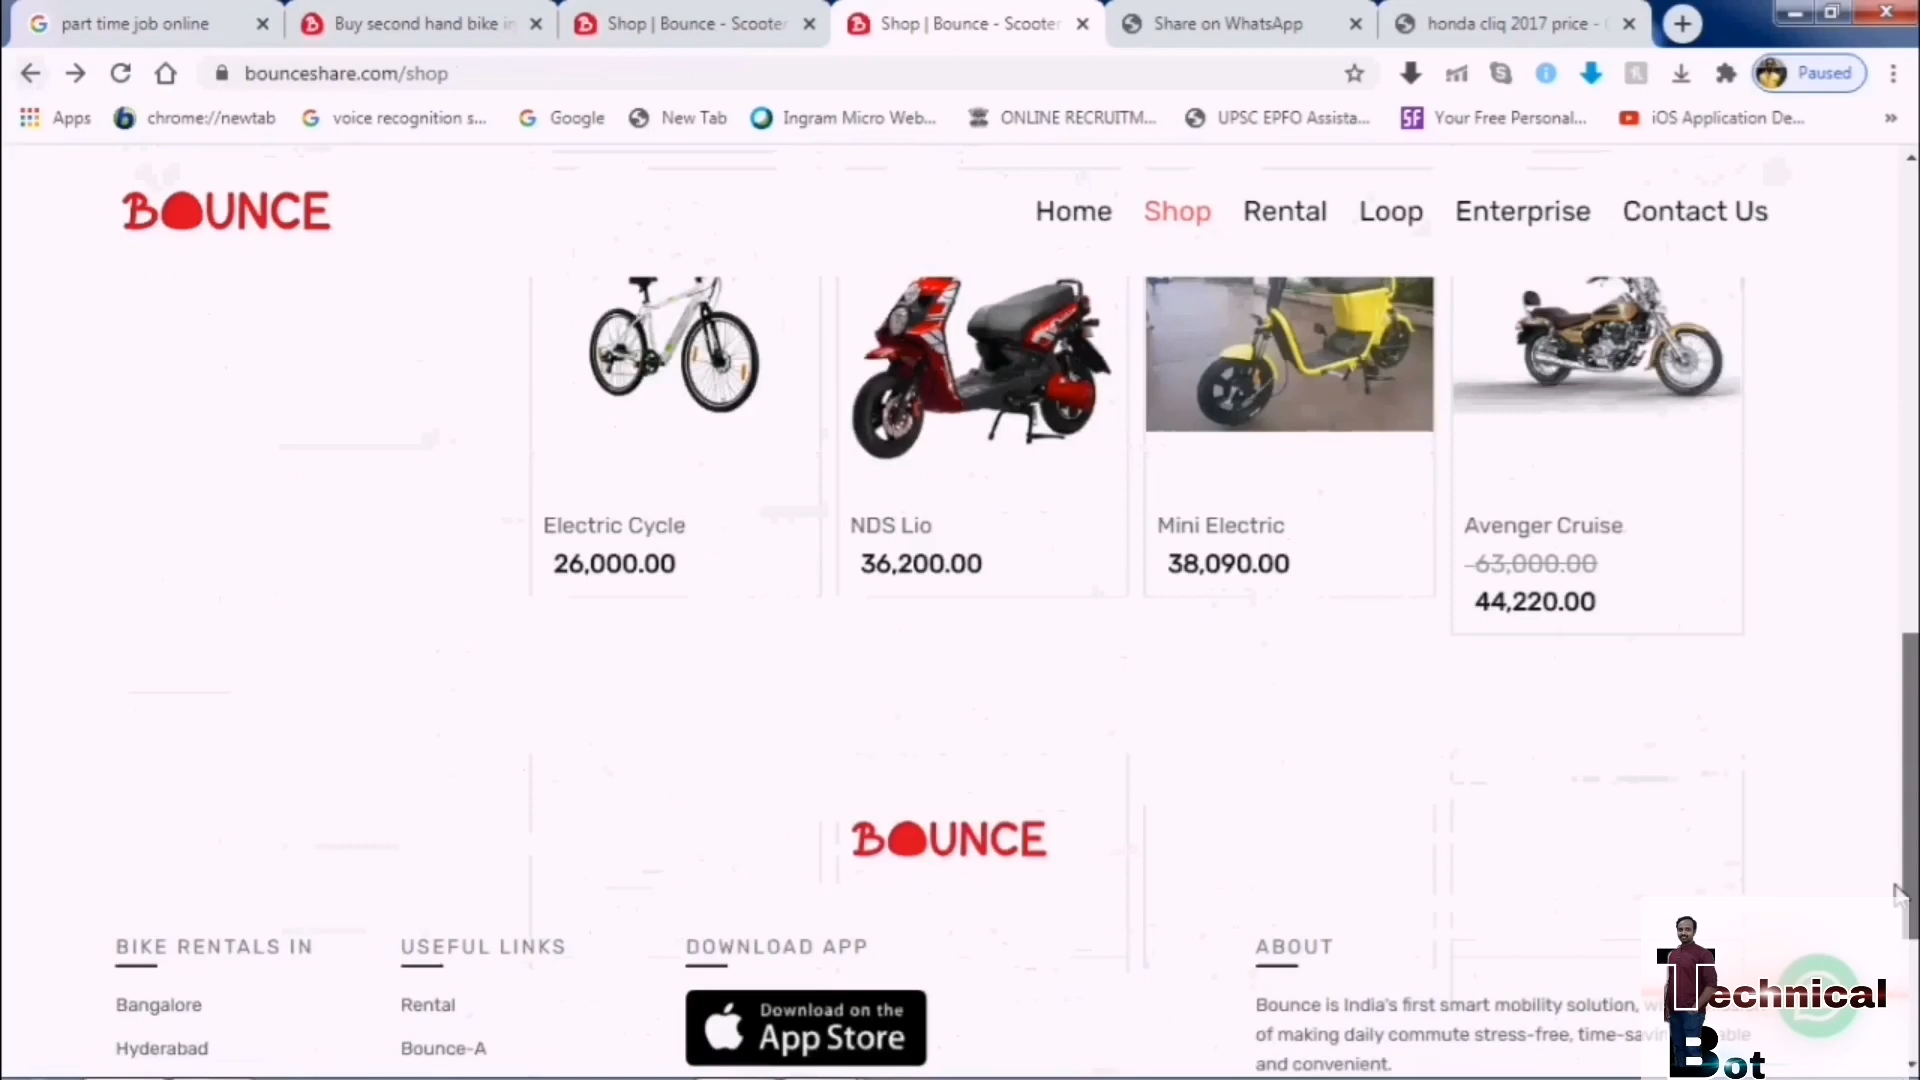 part time job online
Buy second hand bike in
Shop | Bounce - Scooter
Shop | Bounce - Scooter
Share on WhatsApp
honda cliq 2017 price -
bounceshare.com/shop
Paused
Apps
chrome://newtab
voice recognition s...
Google
New Tab
Ingram Micro Web...
ONLINE RECRUITM...
UPSC EPFO Assista...
SF
Your Free Personal...
iOS Application De...
»
BOUNCE
Home Shop Rental Loop Enterprise Contact Us
Electric Cycle
26,000.00
NDS Lio
36,200.00
Mini Electric
38,090.00
Avenger Cruise
63,000.00
44,220.00
BOUNCE
BIKE RENTALS IN
Bangalore
Hyderabad
USEFUL LINKS
Rental
Bounce-A
DOWNLOAD APP
Download on the
App Store
ABOUT
Bounce is India's first smart mobility solution,
of making daily commute stress-free,
and convenient.
Technical
Bot